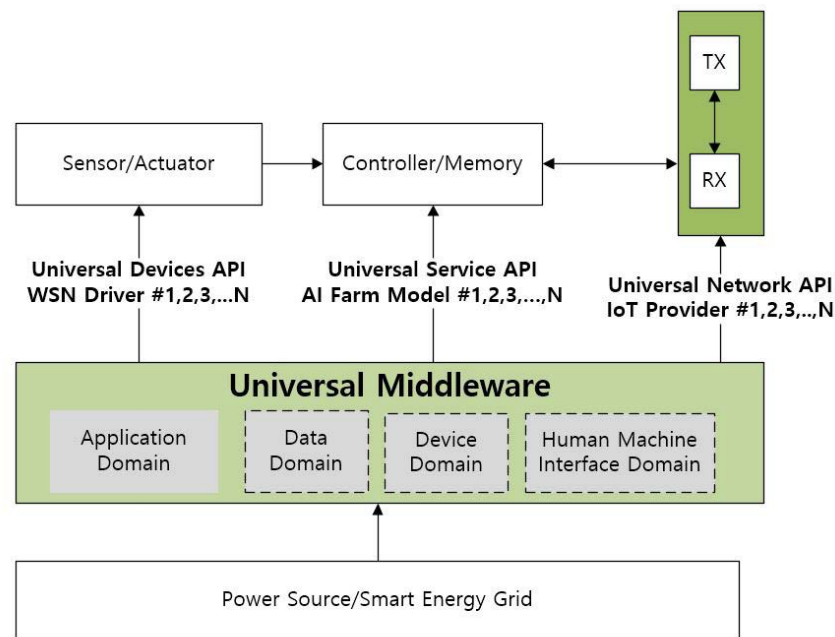 TX
RX
Sensor/Actuator
Controller/Memory
Universal Devices API
WSN Driver #1,2,3,...N
Universal Service API
AI Farm Model #1,2,3,...,N
Universal Network API
IoT Provider #1,2,3,..,N
Universal Middleware
Application
Domain
Data
Domain
Device
Domain
Human Machine
Interface Domain
Power Source/Smart Energy Grid